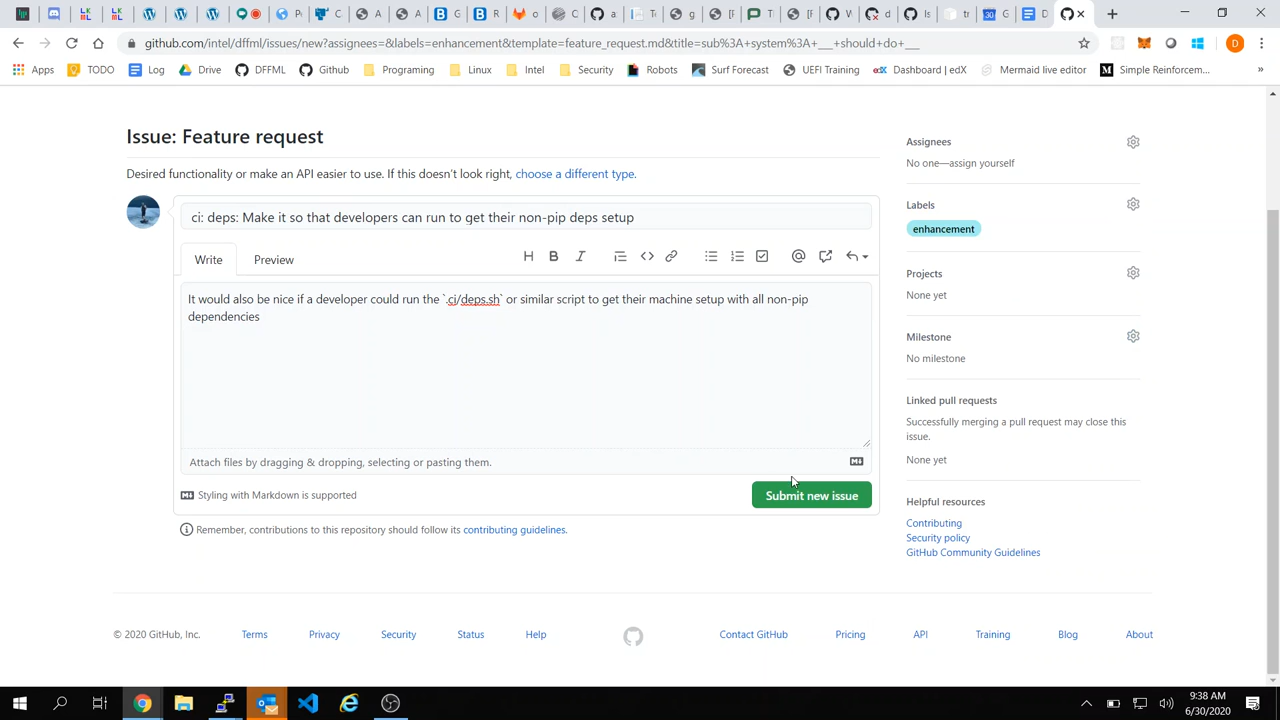 LK
LK
Po
C
A
A
G
R
o
C
a
T
g
[F
T
[F
W
d
Is
tr
G
D
github.com/intel/dffml/issues/new?assignees=&labels=enhancement&template=feature_request.md&title=sub%3A+system%3A+___+should+do+___
D
Apps
TODO
Log
Drive
DFFML
Github
Programing
Linux
Intel
Security
Robots
Surf Forecast
UEFI Training
Dashboard | edX
Mermaid live editor
Simple Reinforcem...
»
Issue: Feature request
Desired functionality or make an API easier to use. If this doesn't look right, choose a different type.
ci: deps: Make it so that developers can run to get their non-pip deps setup
Write
Preview
It would also be nice if a developer could run the `.ci/deps.sh` or similar script to get their machine setup with all non-pip
dependencies
Attach files by dragging & dropping, selecting or pasting them.
Styling with Markdown is supported
Submit new issue
Remember, contributions to this repository should follow its contributing guidelines.
Assignees
No one—assign yourself
Labels
enhancement
Projects
None yet
Milestone
No milestone
Linked pull requests
Successfully merging a pull request may close this
issue.
None yet
Helpful resources
Contributing
Security policy
GitHub Community Guidelines
© 2020 GitHub, Inc.
Terms
Privacy
Security
Status
Help
Contact GitHub
Pricing
API
Training
Blog
About
9:38 AM
6/30/2020